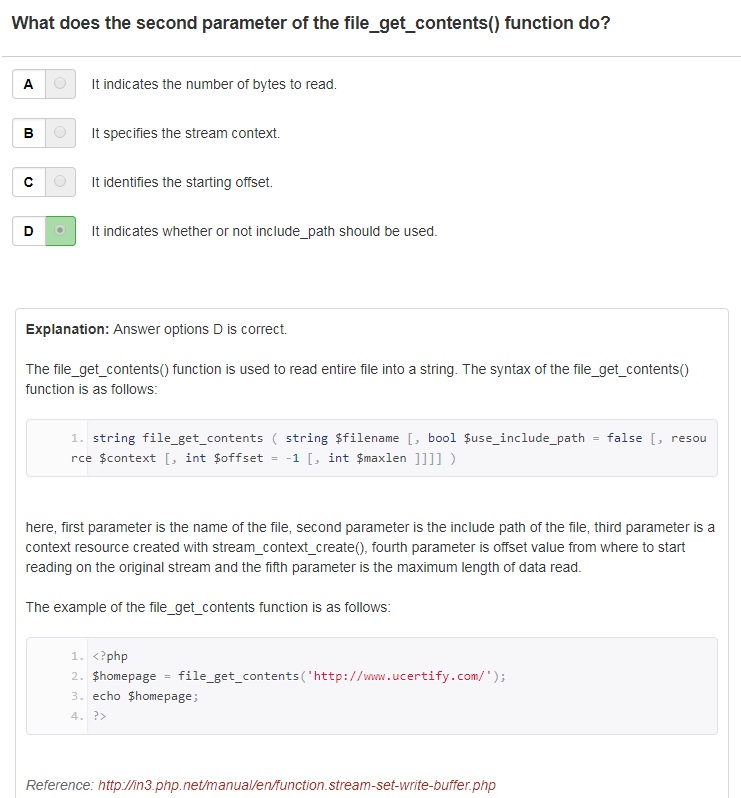 What does the second parameter of the file_get_contents() function do?
A It indicates the number of bytes to read.
B It specifies the stream context.
C It identifies the starting offset.
D It indicates whether or not include_path should be used.
Explanation: Answer options D is correct.
The file_get_contents() function is used to read entire file into a string. The syntax of the file_get_contents()
function is as follows:
1. string file_get_contents ( string $filename [, bool $use_include_path = false [, resou
rce $context [, int $offset = -1 [, int $maxlen ]]]] )
here, first parameter is the name of the file, second parameter is the include path of the file, third parameter is a
context resource created with stream_context_create(), fourth parameter is offset value from where to start
reading on the original stream and the fifth parameter is the maximum length of data read.
The example of the file_get_contents function is as follows:
1. <?php
2. $homepage = file_get_contents('http://www.ucertify.com/');
3. echo $homepage;
4. ?>
Reference: http://in3.php.net/manual/en/function.stream-set-write-buffer.php